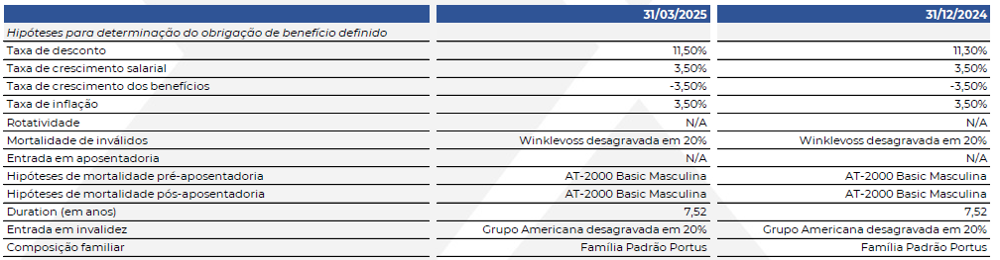 31/03/2025 31/12/2024
Hipóteses para determinação do obrigação de benefício definido
Taxa de desconto 11,50% 11,30%
Taxa de crescimento salarial 3,50% 3,50%
Taxa de crescimento dos benefícios -3,50% -3,50%
Taxa de inflação 3,50% 3,50%
Rotatividade N/A N/A
Mortalidade de inválidos Winklevoss desagravada em 20% Winklevoss desagravada em 20%
Entrada em aposentadoria N/A N/A
Hipóteses de mortalidade pré-aposentadoria AT-2000 Basic Masculina AT-2000 Basic Masculina
Hipóteses de mortalidade pós-aposentadoria AT-2000 Basic Masculina AT-2000 Basic Masculina
Duration (em anos) 7,52 7,52
Entrada em invalidez Grupo Americana desagravada em 20% Grupo Americana desagravada em 20%
Composição familiar Família Padrão Portus Família Padrão Portus